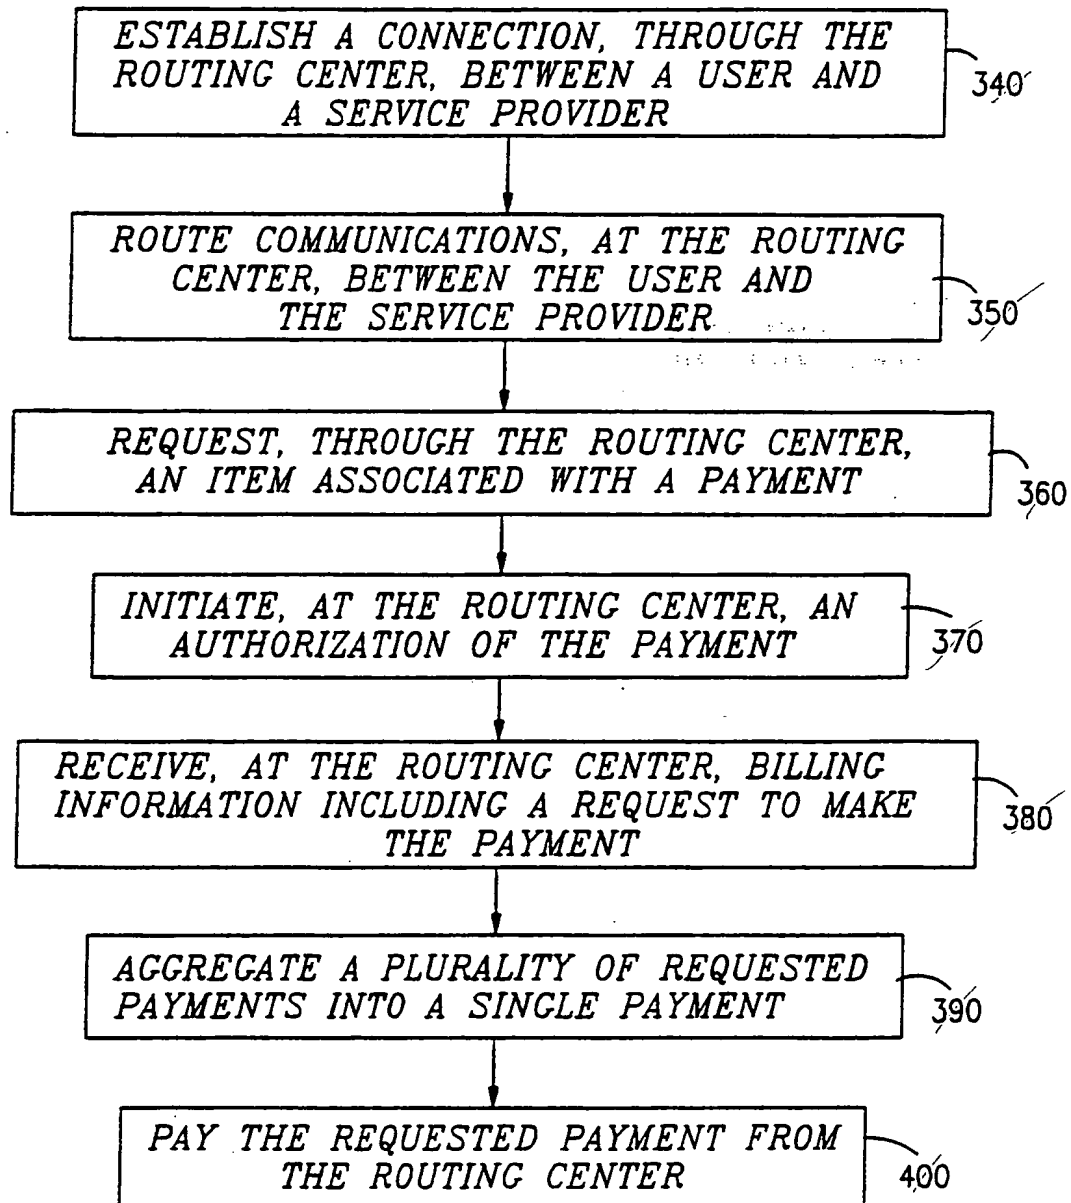 ESTABLISH A CONNECTION, THROUGH THE
ROUTING CENTER, BETWEEN A USER AND
A SERVICE PROVIDER
340
ROUTE COMMUNICATIONS, AT THE ROUTING
CENTER, BETWEEN THE USER AND
THE SERVICE PROVIDER
350
REQUEST, THROUGH THE ROUTING CENTER,
AN ITEM ASSOCIATED WITH A PAYMENT
360
INITIATE, AT THE ROUTING CENTER, AN
AUTHORIZATION OF THE PAYMENT
370
RECEIVE, AT THE ROUTING CENTER, BILLING
INFORMATION INCLUDING A REQUEST TO MAKE
THE PAYMENT
380
AGGREGATE A PLURALITY OF REQUESTED
PAYMENTS INTO A SINGLE PAYMENT
390
PAY THE REQUESTED PAYMENT FROM
THE ROUTING CENTER
400